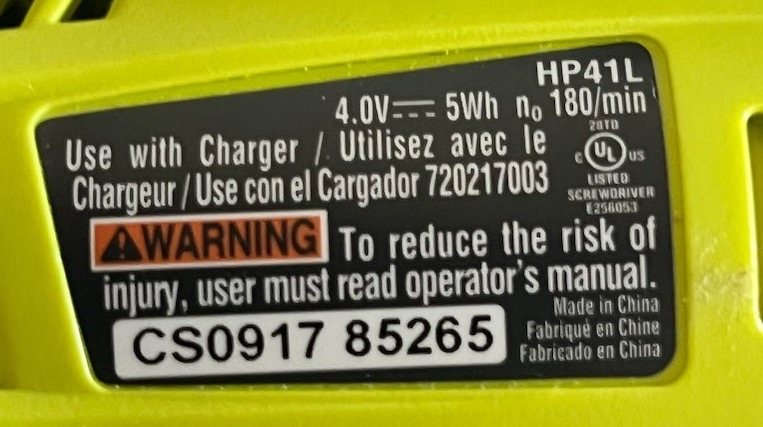 HP41L
4.0V⎓ 5Wh n₀ 180/min
Use with Charger / Utilisez avec le
Chargeur / Use con el Cargador 720217003
28TD
C UL US
LISTED
SCREWDRIVER
E256053
⚠WARNING To reduce the risk of
injury, user must read operator's manual.
CS0917 85265
Made in China
Fabriqué en Chine
Fabricado en China